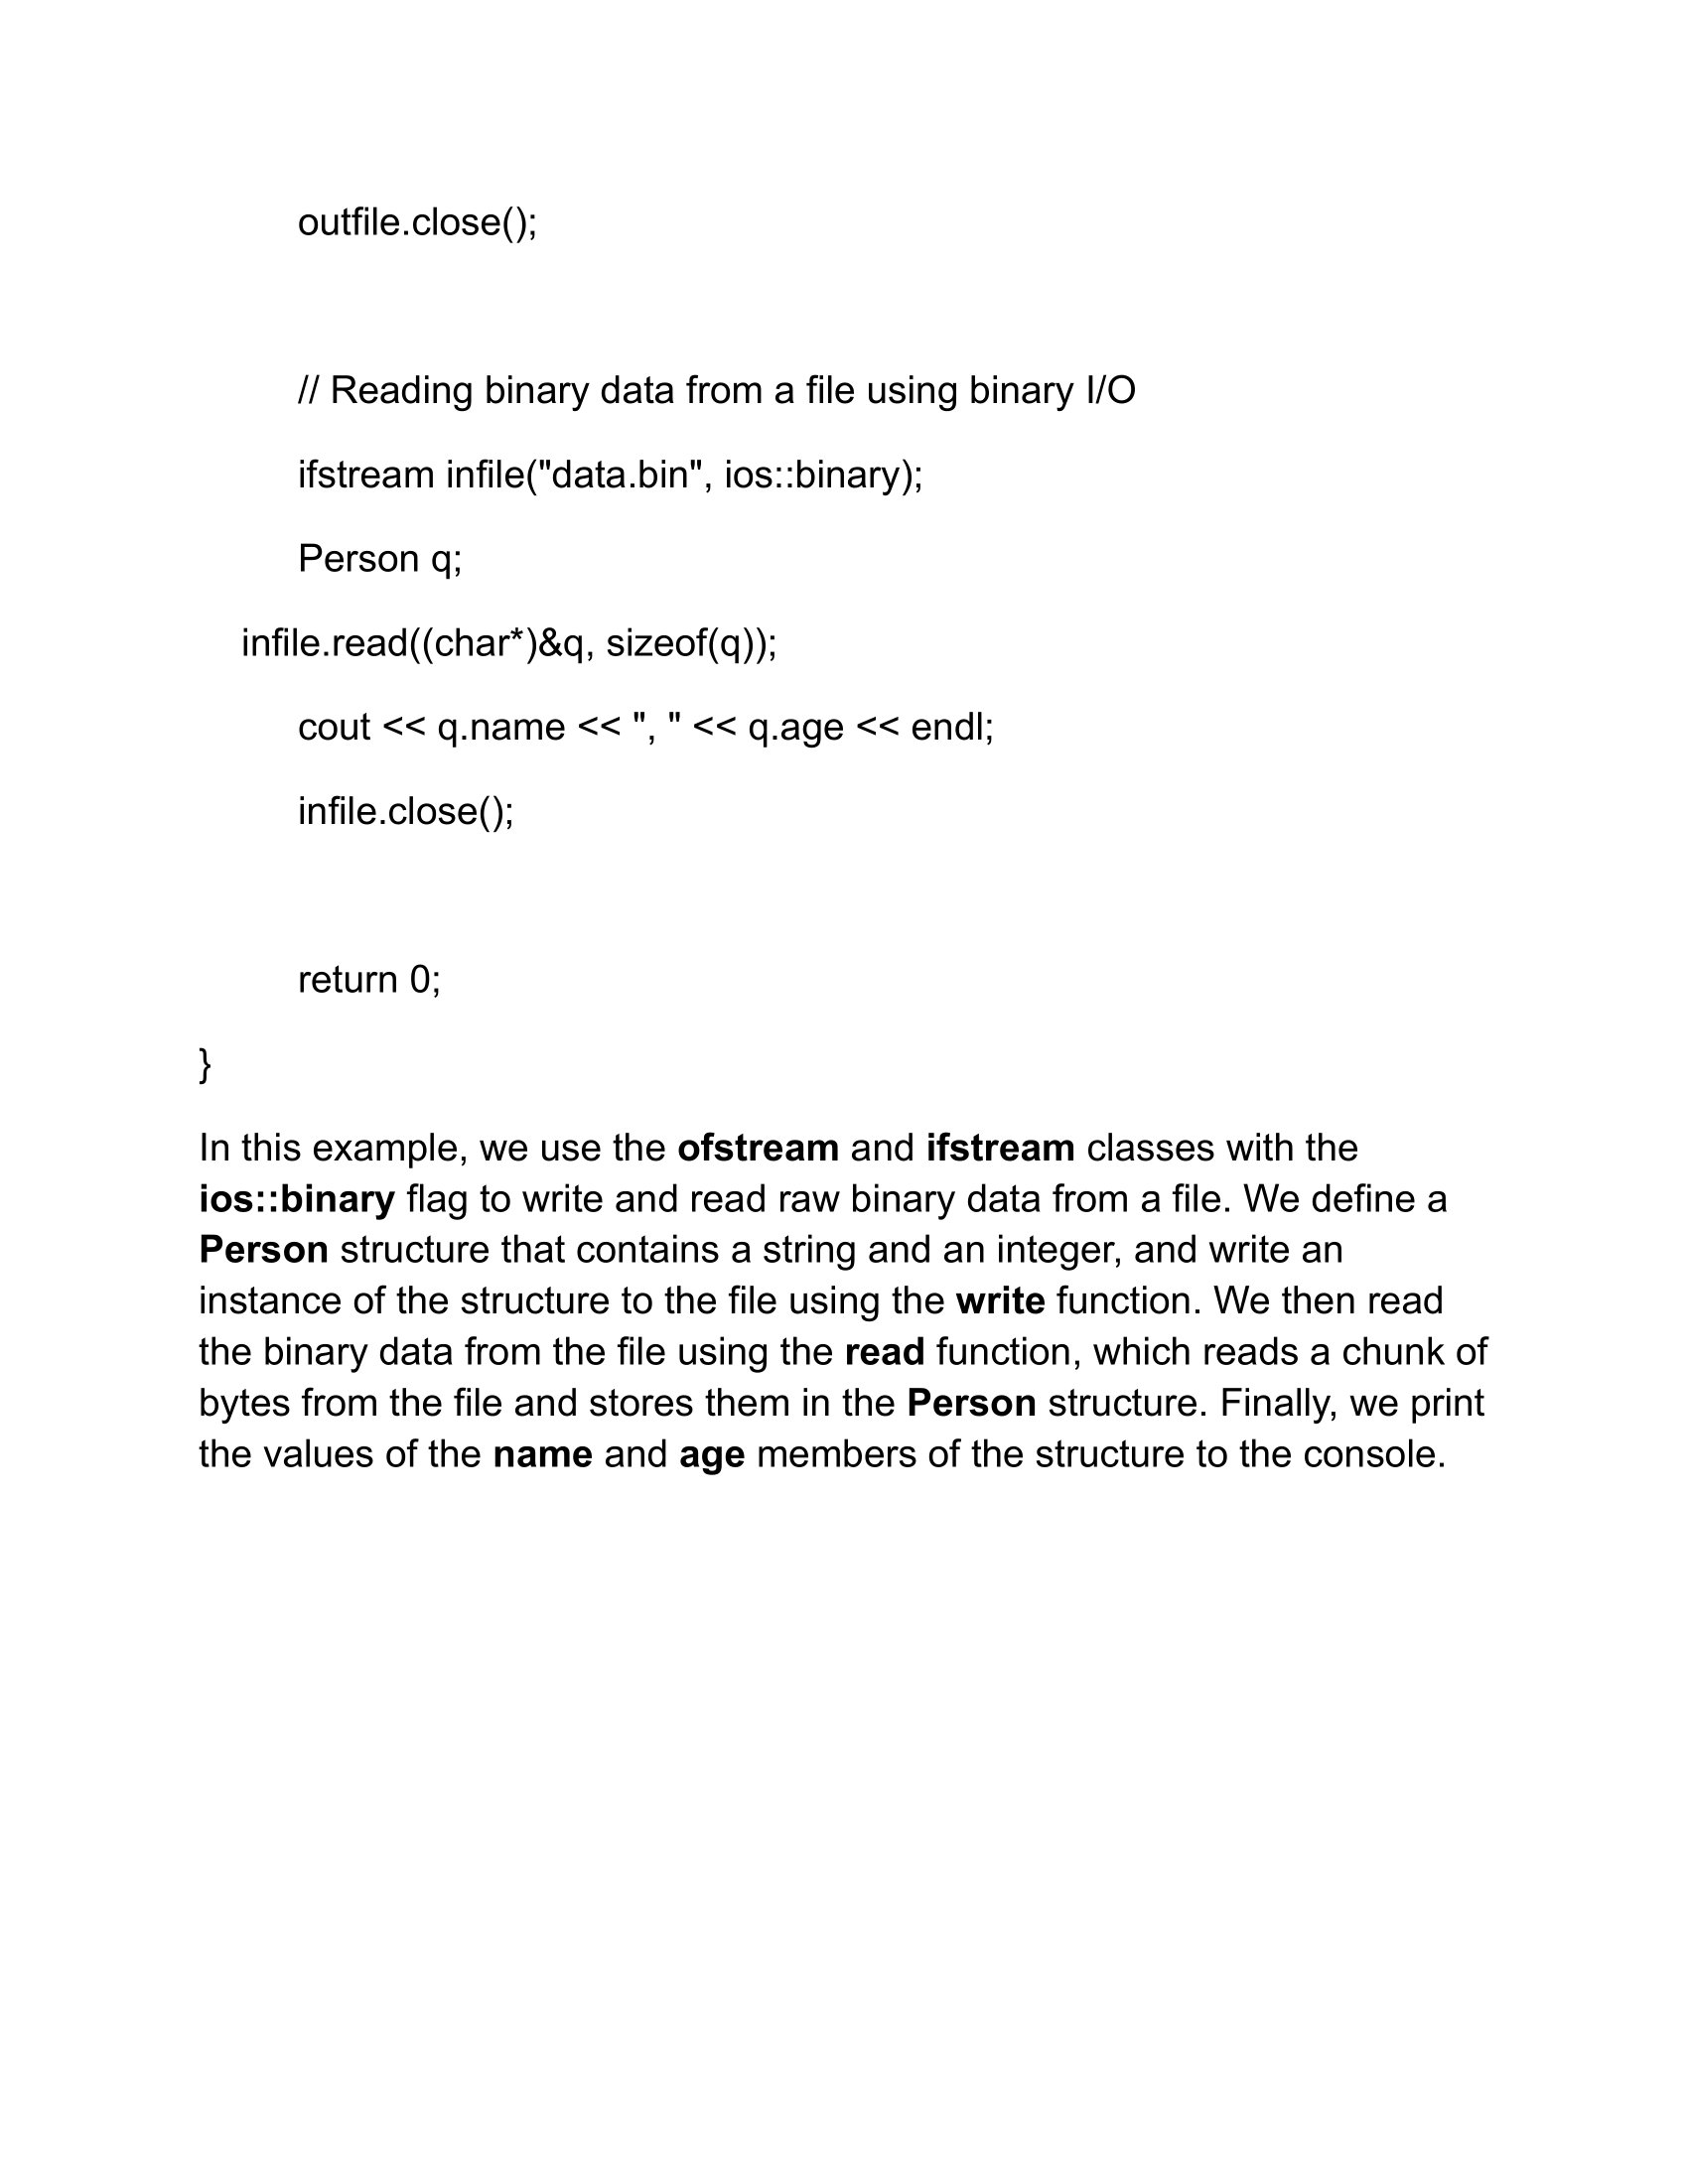 outfile.close();
// Reading binary data from a file using binary I/O
ifstream infile("data.bin", ios::binary);
Person q;
infile.read((char*)&q, sizeof(q));
cout << q.name << ", " << q.age << endl;
infile.close();
return 0;
}
In this example, we use the ofstream and ifstream classes with the
ios::binary flag to write and read raw binary data from a file. We define a
Person structure that contains a string and an integer, and write an
instance of the structure to the file using the write function. We then read
the binary data from the file using the read function, which reads a chunk of
bytes from the file and stores them in the Person structure. Finally, we print
the values of the name and age members of the structure to the console.